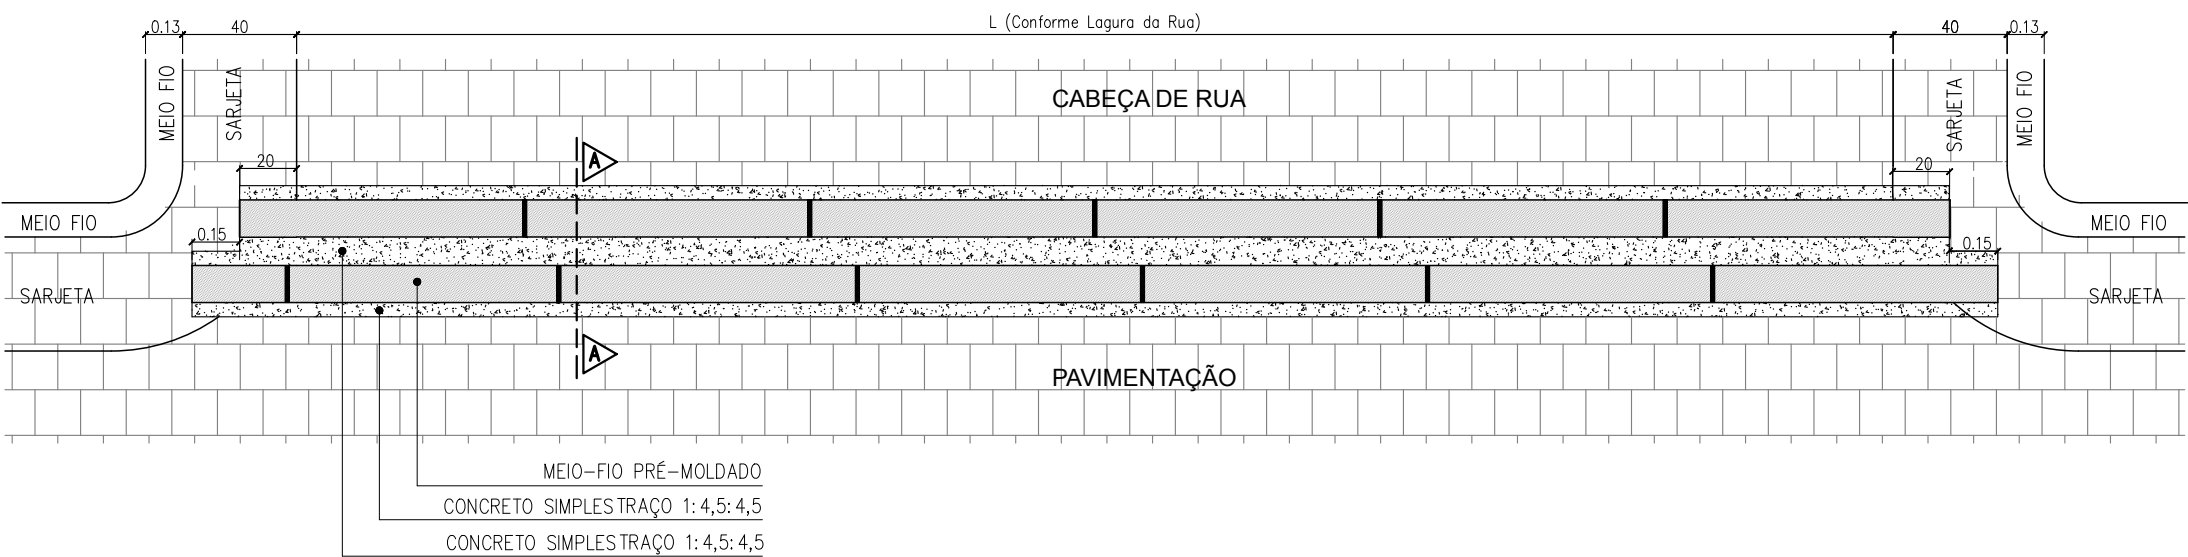 L (Conforme Lagura da Rua)
0.13 40 40 0.13
MEIO FIO SARJETA SARJETA MEIO FIO
CABEÇA DE RUA
A
20 20
MEIO FIO MEIO FIO
0.15 0.15
SARJETA SARJETA
A
PAVIMENTAÇÃO
MEIO-FIO PRÉ-MOLDADO
CONCRETO SIMPLES TRAÇO 1:4,5:4,5
CONCRETO SIMPLES TRAÇO 1:4,5:4,5